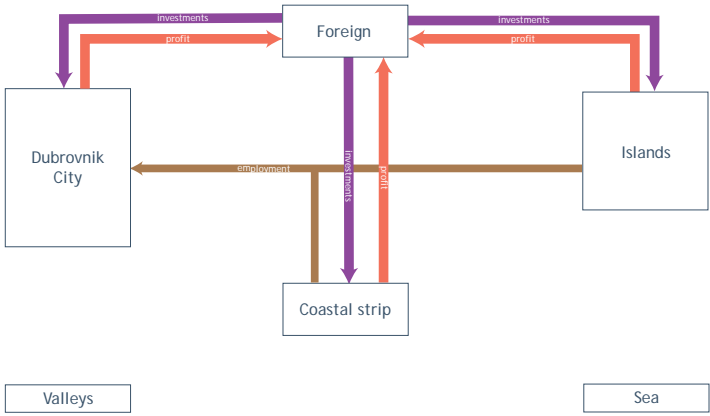 investments
investments
Foreign
profit
profit
Dubrovnik
City
Islands
employment
investments
profit
Coastal strip
Valleys
Sea